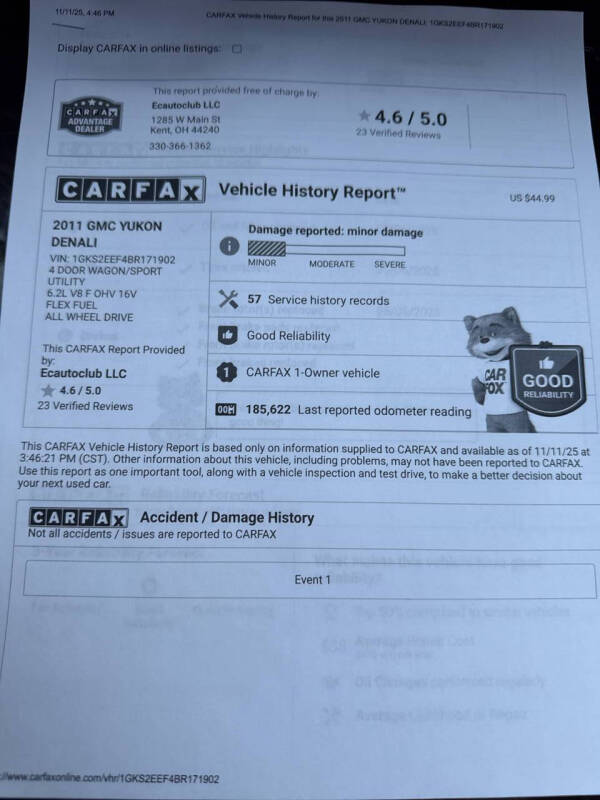 11/11/25, 4:46 PM
CARFAX Vehicle History Report for this 2011 GMC YUKON DENALI: 1GKS2EEF4BR171902
Display CARFAX in online listings:
CARFAX
ADVANTAGE
DEALER
This report provided free of charge by:
Ecautoclub LLC
1285 W Main St
Kent, OH 44240
330-366-1362
4.6 / 5.0
23 Verified Reviews
CARFAX Vehicle History Report™
US $44.99
2011 GMC YUKON
DENALI
VIN: 1GKS2EEF4BR171902
4 DOOR WAGON/SPORT
UTILITY
6.2L V8 F OHV 16V
FLEX FUEL
ALL WHEEL DRIVE
This CARFAX Report Provided
by:
Ecautoclub LLC
4.6 / 5.0
23 Verified Reviews
Damage reported: minor damage
MINOR MODERATE SEVERE
57 Service history records
Good Reliability
1 CARFAX 1-Owner vehicle
185,622 Last reported odometer reading
CAR
FOX
GOOD
RELIABILITY
This CARFAX Vehicle History Report is based only on information supplied to CARFAX and available as of 11/11/25 at
3:46:21 PM (CST). Other information about this vehicle, including problems, may not have been reported to CARFAX.
Use this report as one important tool, along with a vehicle inspection and test drive, to make a better decision about
your next used car.
CARFAX Accident / Damage History
Not all accidents / issues are reported to CARFAX
Event 1
://www.carfaxonline.com/vhr/1GKS2EEF4BR171902